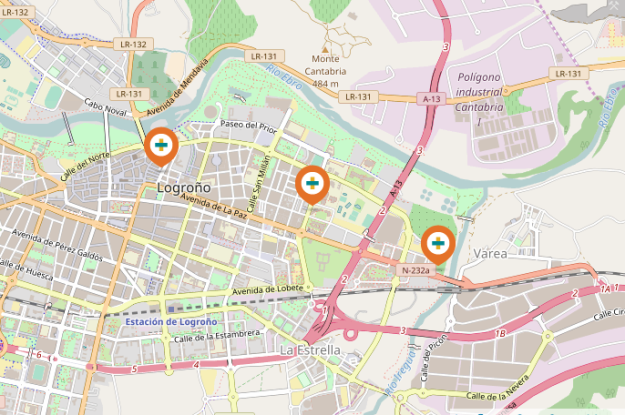 LR-132
LR-132
LR-131
LR-131
LR-131
LR-131
LR-131
Monte
Cantabria
484 m
Río Ebro
Cabo Noval
Avenida de Mendavia
A-13
3
3
Polígono
industrial
Cantabria
I
Río Ebro
Paseo del Prior
Calle del Norte
Logroño
Calle San Millán
Avenida de La Paz
A-13
2
2
N-232a
Varea
Avenida de Pérez Galdós
Calle de Huesca
Avenida de Lobete
Estación de Logroño
Calle de la Estambrera
La Estrella
1
3
1B
2
1A
1
Calle Cir
6
5
4
Río Iregua
Calle del Picón
Calle de la Nevera